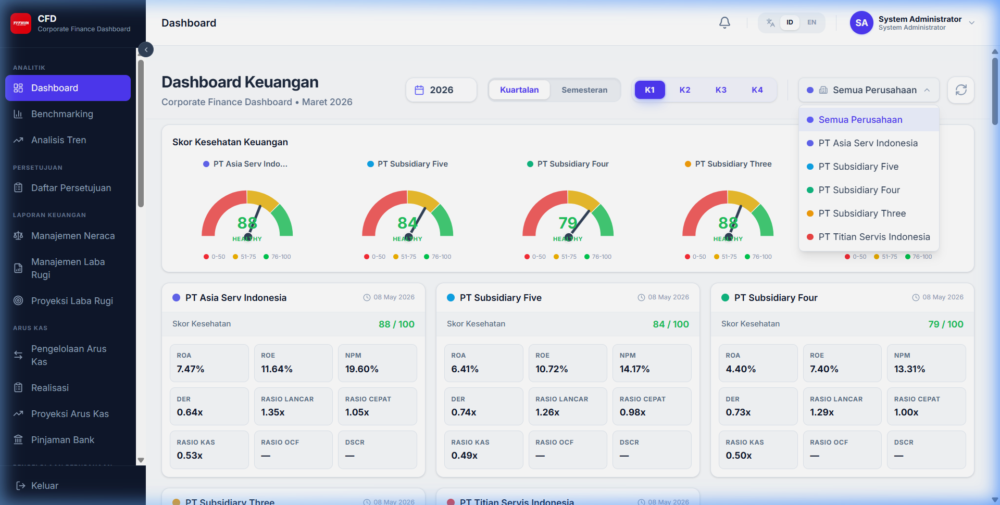 TITIAN
CFD
Corporate Finance Dashboard
ANALITIK
Dashboard
Benchmarking
Analisis Tren
PERSETUJUAN
Daftar Persetujuan
LAPORAN KEUANGAN
Manajemen Neraca
Manajemen Laba
Rugi
Proyeksi Laba Rugi
ARUS KAS
Pengelolaan Arus
Kas
Realisasi
Proyeksi Arus Kas
Pinjaman Bank
Keluar
Dashboard
ID
EN
SA
System Administrator
System Administrator
Dashboard Keuangan
Corporate Finance Dashboard • Maret 2026
2026
Kuartalan
Semesteran
K1
K2
K3
K4
Semua Perusahaan
Semua Perusahaan
PT Asia Serv Indonesia
PT Subsidiary Five
PT Subsidiary Four
PT Subsidiary Three
PT Titian Servis Indonesia
Skor Kesehatan Keuangan
PT Asia Serv Indo...
88
HEALTHY
0-50 51-75 76-100
PT Subsidiary Five
84
HEALTHY
0-50 51-75 76-100
PT Subsidiary Four
79
HEALTHY
0-50 51-75 76-100
PT Subsidiary Three
88
HEALTHY
0-50 51-75 76-100
0-50 51-75 76-100
PT Asia Serv Indonesia
08 May 2026
Skor Kesehatan
88 / 100
ROA
7.47%
ROE
11.64%
NPM
19.60%
DER
0.64x
RASIO LANCAR
1.35x
RASIO CEPAT
1.05x
RASIO KAS
0.53x
RASIO OCF
—
DSCR
—
PT Subsidiary Five
08 May 2026
Skor Kesehatan
84 / 100
ROA
6.41%
ROE
10.72%
NPM
14.17%
DER
0.74x
RASIO LANCAR
1.26x
RASIO CEPAT
0.98x
RASIO KAS
0.49x
RASIO OCF
—
DSCR
—
PT Subsidiary Four
08 May 2026
Skor Kesehatan
79 / 100
ROA
4.40%
ROE
7.40%
NPM
13.31%
DER
0.73x
RASIO LANCAR
1.29x
RASIO CEPAT
1.00x
RASIO KAS
0.50x
RASIO OCF
—
DSCR
—
PT Subsidiary Three
08 May 2026
PT Titian Servis Indonesia
08 May 2026